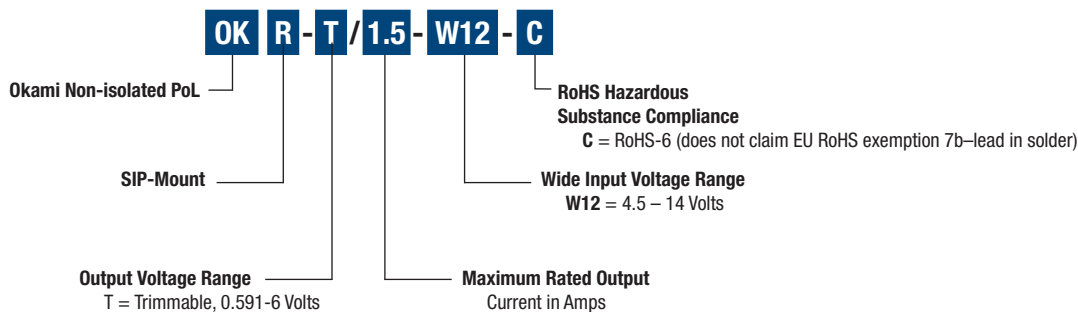 OK R - T / 1.5 - W12 - C
Okami Non-isolated PoL
RoHS Hazardous
Substance Compliance
C = RoHS-6 (does not claim EU RoHS exemption 7b–lead in solder)
SIP-Mount
Wide Input Voltage Range
W12 = 4.5 – 14 Volts
Output Voltage Range
T = Trimmable, 0.591-6 Volts
Maximum Rated Output
Current in Amps